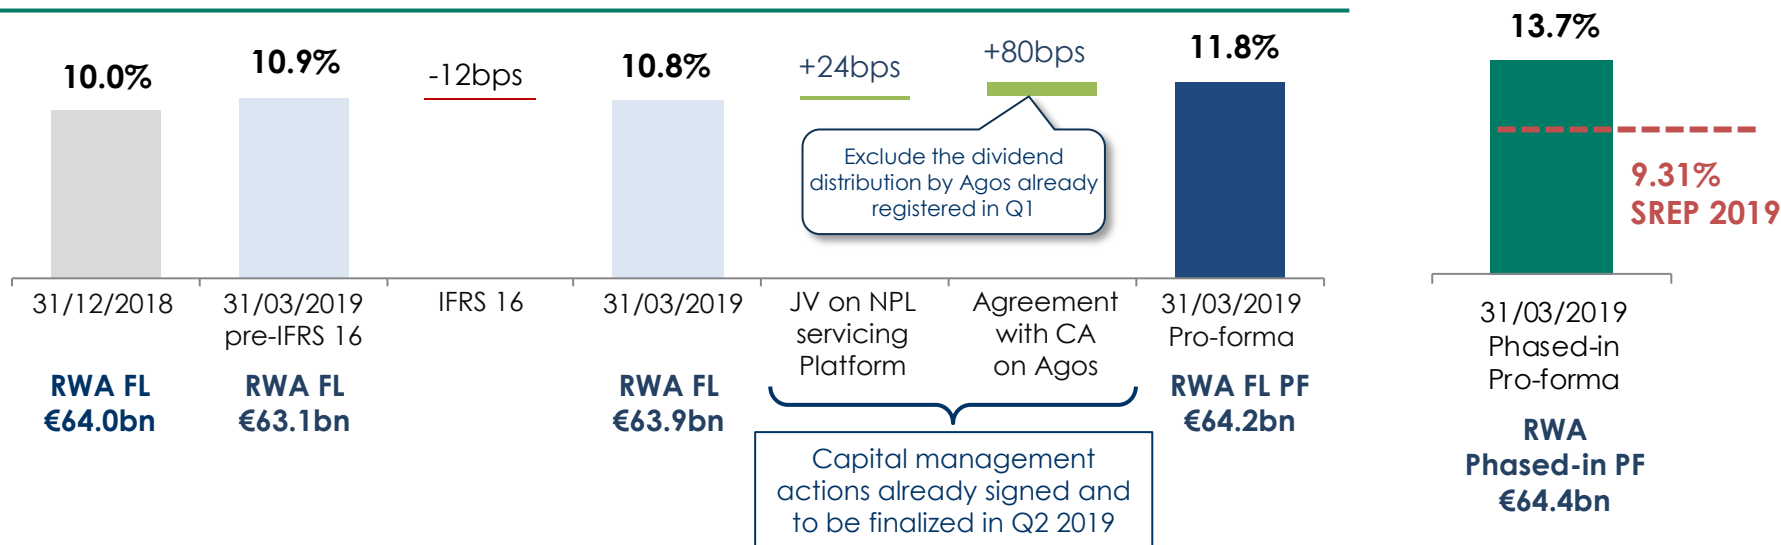 10.0%
10.9%
-12bps
10.8%
+24bps
+80bps
11.8%
13.7%
Exclude the dividend
distribution by Agos already
registered in Q1
9.31%
SREP 2019
31/12/2018
31/03/2019
pre-IFRS 16
IFRS 16
31/03/2019
JV on NPL
servicing
Platform
Agreement
with CA
on Agos
31/03/2019
Pro-forma
31/03/2019
Phased-in
Pro-forma
RWA FL
€64.0bn
RWA FL
€63.1bn
RWA FL
€63.9bn
RWA FL PF
€64.2bn
RWA
Phased-in PF
€64.4bn
Capital management
actions already signed and
to be finalized in Q2 2019